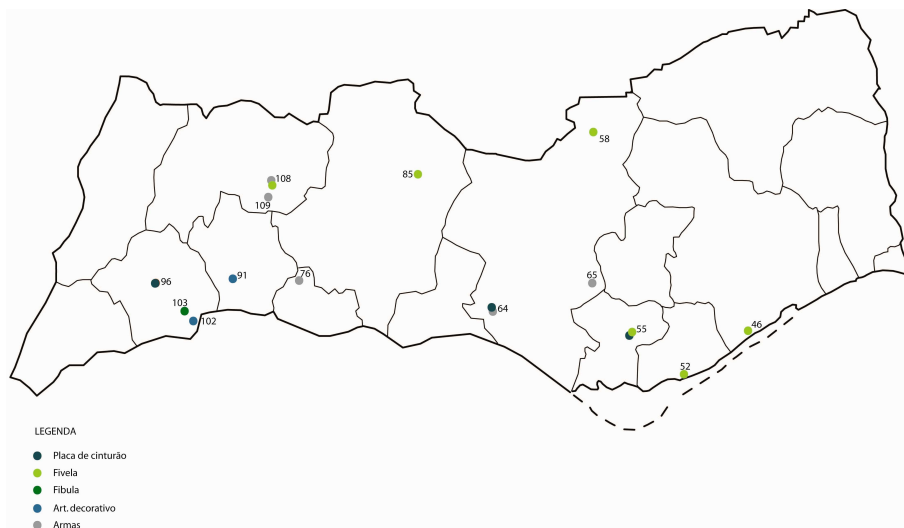 58
85
108
109
96
91
76
65
103
102
64
55
46
52
LEGENDA
Placa de cinturão
Fivela
Fibula
Art. decorativo
Armas